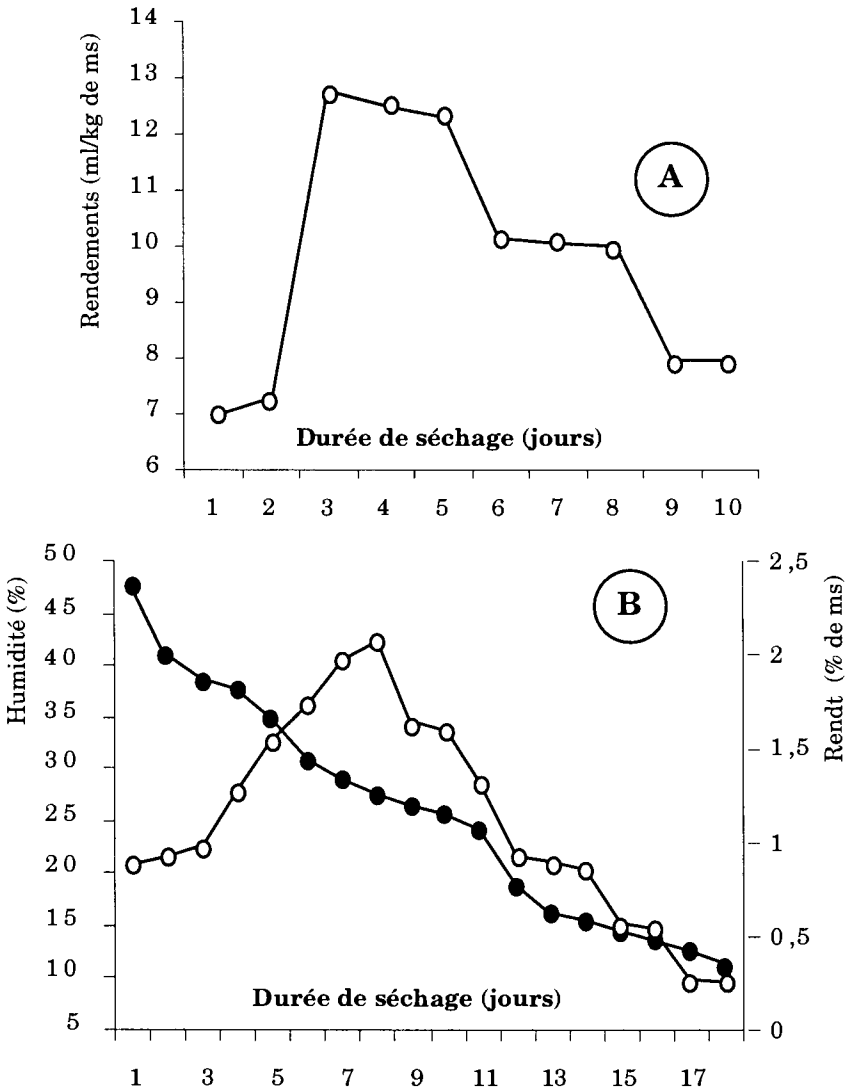 14
13
12
11
10
9
8
7
6
Rendements (ml/kg de ms)
A
Durée de séchage (jours)
1 2 3 4 5 6 7 8 9 10
50
45
40
35
30
25
20
15
10
5
Humidité (%)
B
2,5
2
1,5
1
0,5
0
Rendt (% de ms)
Durée de séchage (jours)
1 3 5 7 9 11 13 15 17